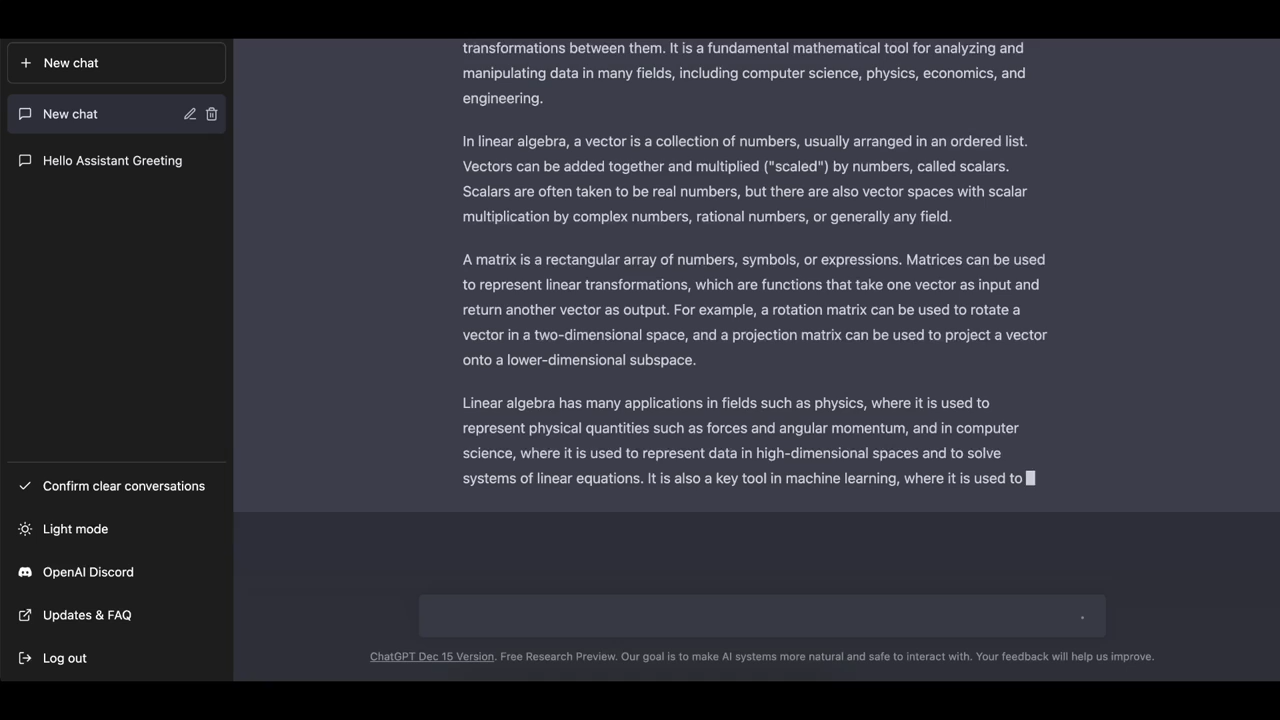 New chat
New chat
Hello Assistant Greeting
Confirm clear conversations
Light mode
OpenAI Discord
Updates & FAQ
Log out
transformations between them. It is a fundamental mathematical tool for analyzing and
manipulating data in many fields, including computer science, physics, economics, and
engineering.
In linear algebra, a vector is a collection of numbers, usually arranged in an ordered list.
Vectors can be added together and multiplied ("scaled") by numbers, called scalars.
Scalars are often taken to be real numbers, but there are also vector spaces with scalar
multiplication by complex numbers, rational numbers, or generally any field.
A matrix is a rectangular array of numbers, symbols, or expressions. Matrices can be used
to represent linear transformations, which are functions that take one vector as input and
return another vector as output. For example, a rotation matrix can be used to rotate a
vector in a two-dimensional space, and a projection matrix can be used to project a vector
onto a lower-dimensional subspace.
Linear algebra has many applications in fields such as physics, where it is used to
represent physical quantities such as forces and angular momentum, and in computer
science, where it is used to represent data in high-dimensional spaces and to solve
systems of linear equations. It is also a key tool in machine learning, where it is used to
ChatGPT Dec 15 Version. Free Research Preview. Our goal is to make AI systems more natural and safe to interact with. Your feedback will help us improve.